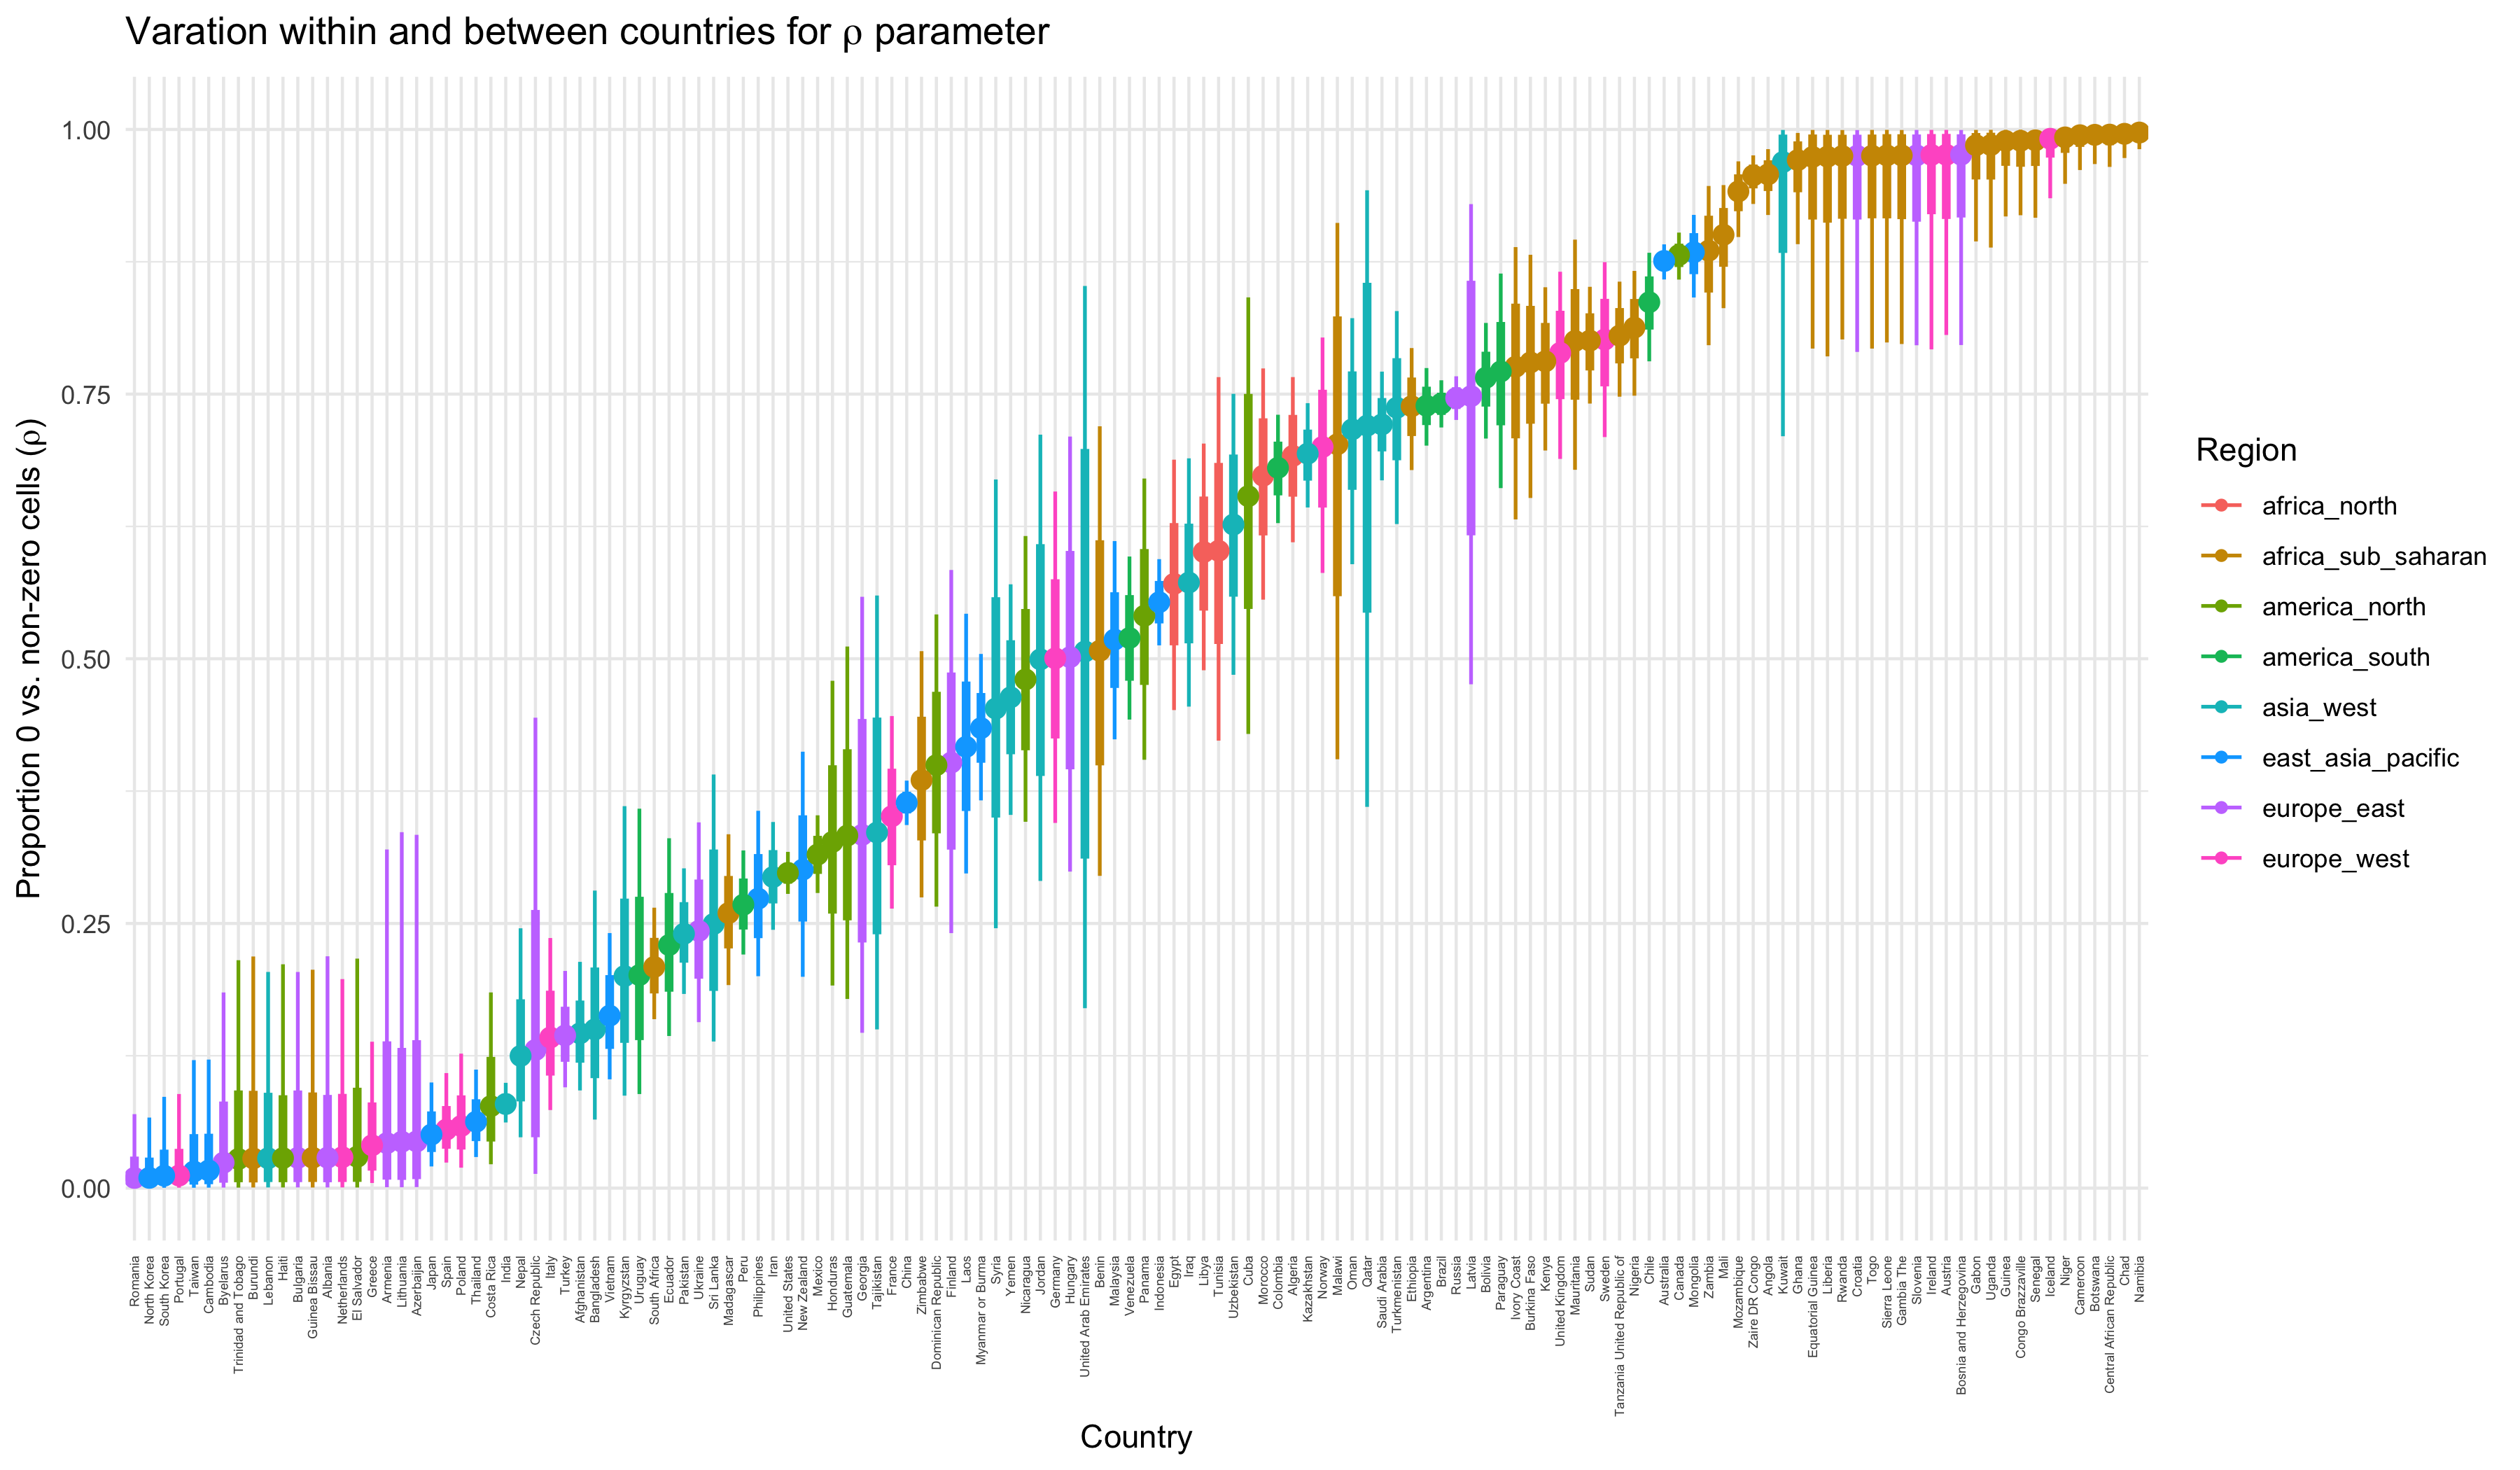 Varation within and between countries for ρ parameter
Proportion 0 vs. non-zero cells (ρ)
1.00
0.75
0.50
0.25
0.00
Romania
North Korea
South Korea
Portugal
Taiwan
Cambodia
Byelarus
Trinidad and Tobago
Burundi
Lebanon
Haiti
Bulgaria
Guinea Bissau
Albania
Netherlands
El Salvador
Greece
Armenia
Lithuania
Azerbaijan
Japan
Spain
Poland
Thailand
Costa Rica
India
Nepal
Czech Republic
Italy
Turkey
Afghanistan
Bangladesh
Vietnam
Kyrgyzstan
Uruguay
South Africa
Ecuador
Pakistan
Ukraine
Sri Lanka
Madagascar
Peru
Philippines
Iran
United States
New Zealand
Mexico
Honduras
Guatemala
Georgia
Tajikistan
France
China
Zimbabwe
Dominican Republic
Finland
Laos
Myanmar or Burma
Syria
Yemen
Nicaragua
Jordan
Germany
Hungary
United Arab Emirates
Benin
Malaysia
Venezuela
Panama
Indonesia
Egypt
Iraq
Libya
Tunisia
Uzbekistan
Cuba
Morocco
Colombia
Algeria
Kazakhstan
Norway
Malawi
Oman
Qatar
Saudi Arabia
Turkmenistan
Ethiopia
Argentina
Brazil
Russia
Latvia
Bolivia
Paraguay
Ivory Coast
Burkina Faso
Kenya
United Kingdom
Mauritania
Sudan
Sweden
Tanzania United Republic of
Nigeria
Chile
Australia
Canada
Mongolia
Zambia
Mali
Mozambique
Zaire DR Congo
Angola
Kuwait
Ghana
Equatorial Guinea
Liberia
Rwanda
Croatia
Togo
Sierra Leone
Gambia The
Slovenia
Ireland
Austria
Bosnia and Herzegovina
Gabon
Uganda
Guinea
Congo Brazzaville
Senegal
Iceland
Niger
Cameroon
Botswana
Central African Republic
Chad
Namibia
Country
Region
africa_north
africa_sub_saharan
america_north
america_south
asia_west
east_asia_pacific
europe_east
europe_west